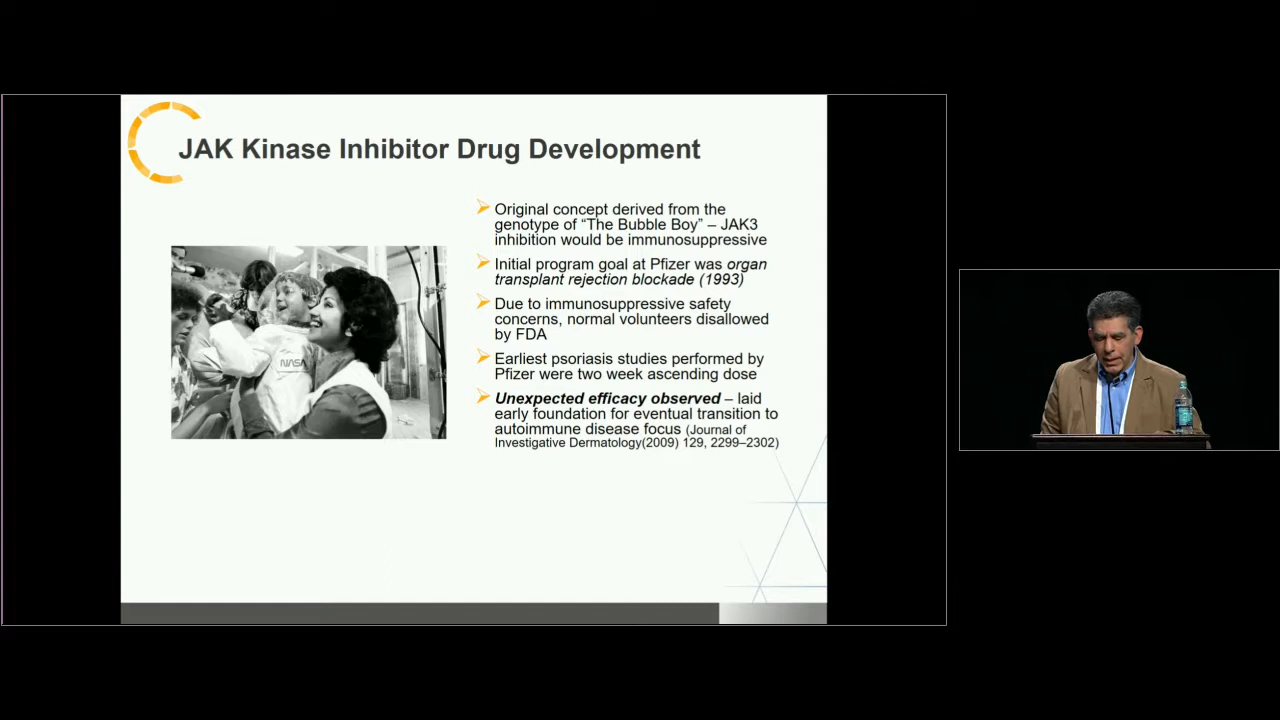 JAK Kinase Inhibitor Drug Development
Original concept derived from the
genotype of “The Bubble Boy” – JAK3
inhibition would be immunosuppressive
Initial program goal at Pfizer was organ
transplant rejection blockade (1993)
Due to immunosuppressive safety
concerns, normal volunteers disallowed
by FDA
Earliest psoriasis studies performed by
Pfizer were two week ascending dose
Unexpected efficacy observed – laid
early foundation for eventual transition to
autoimmune disease focus (Journal of
Investigative Dermatology(2009) 129, 2299–2302)
NASA